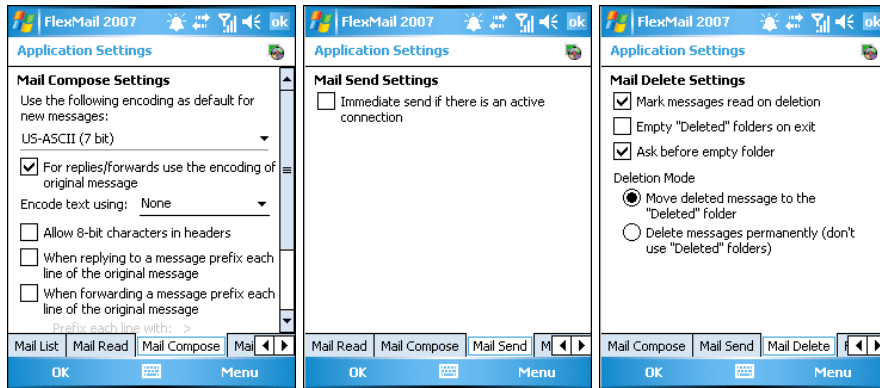 FlexMail 2007
ok
Application Settings
Mail Compose Settings
Use the following encoding as default for
new messages:
US-ASCII (7 bit)
For replies/forwards use the encoding of
original message
Encode text using: None
Allow 8-bit characters in headers
When replying to a message prefix each
line of the original message
When forwarding a message prefix each
line of the original message
Prefix each line with: >
Mail List Mail Read Mail Compose Mai
OK Menu
FlexMail 2007
ok
Application Settings
Mail Send Settings
Immediate send if there is an active
connection
Mail Read Mail Compose Mail Send M
OK Menu
FlexMail 2007
ok
Application Settings
Mail Delete Settings
Mark messages read on deletion
Empty "Deleted" folders on exit
Ask before empty folder
Deletion Mode
Move deleted message to the
"Deleted" folder
Delete messages permanently (don't
use "Deleted" folders)
Mail Compose Mail Send Mail Delete
OK Menu